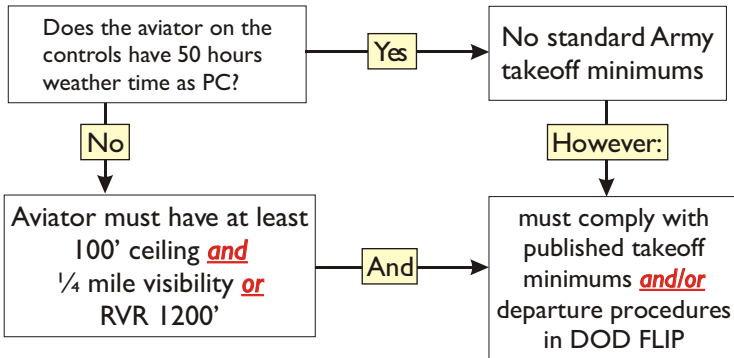 Does the aviator on the
controls have 50 hours
weather time as PC?
Yes
No standard Army
takeoff minimums
No
However:
Aviator must have at least
100’ ceiling and
¼ mile visibility or
RVR 1200’
And
must comply with
published takeoff
minimums and/or
departure procedures
in DOD FLIP